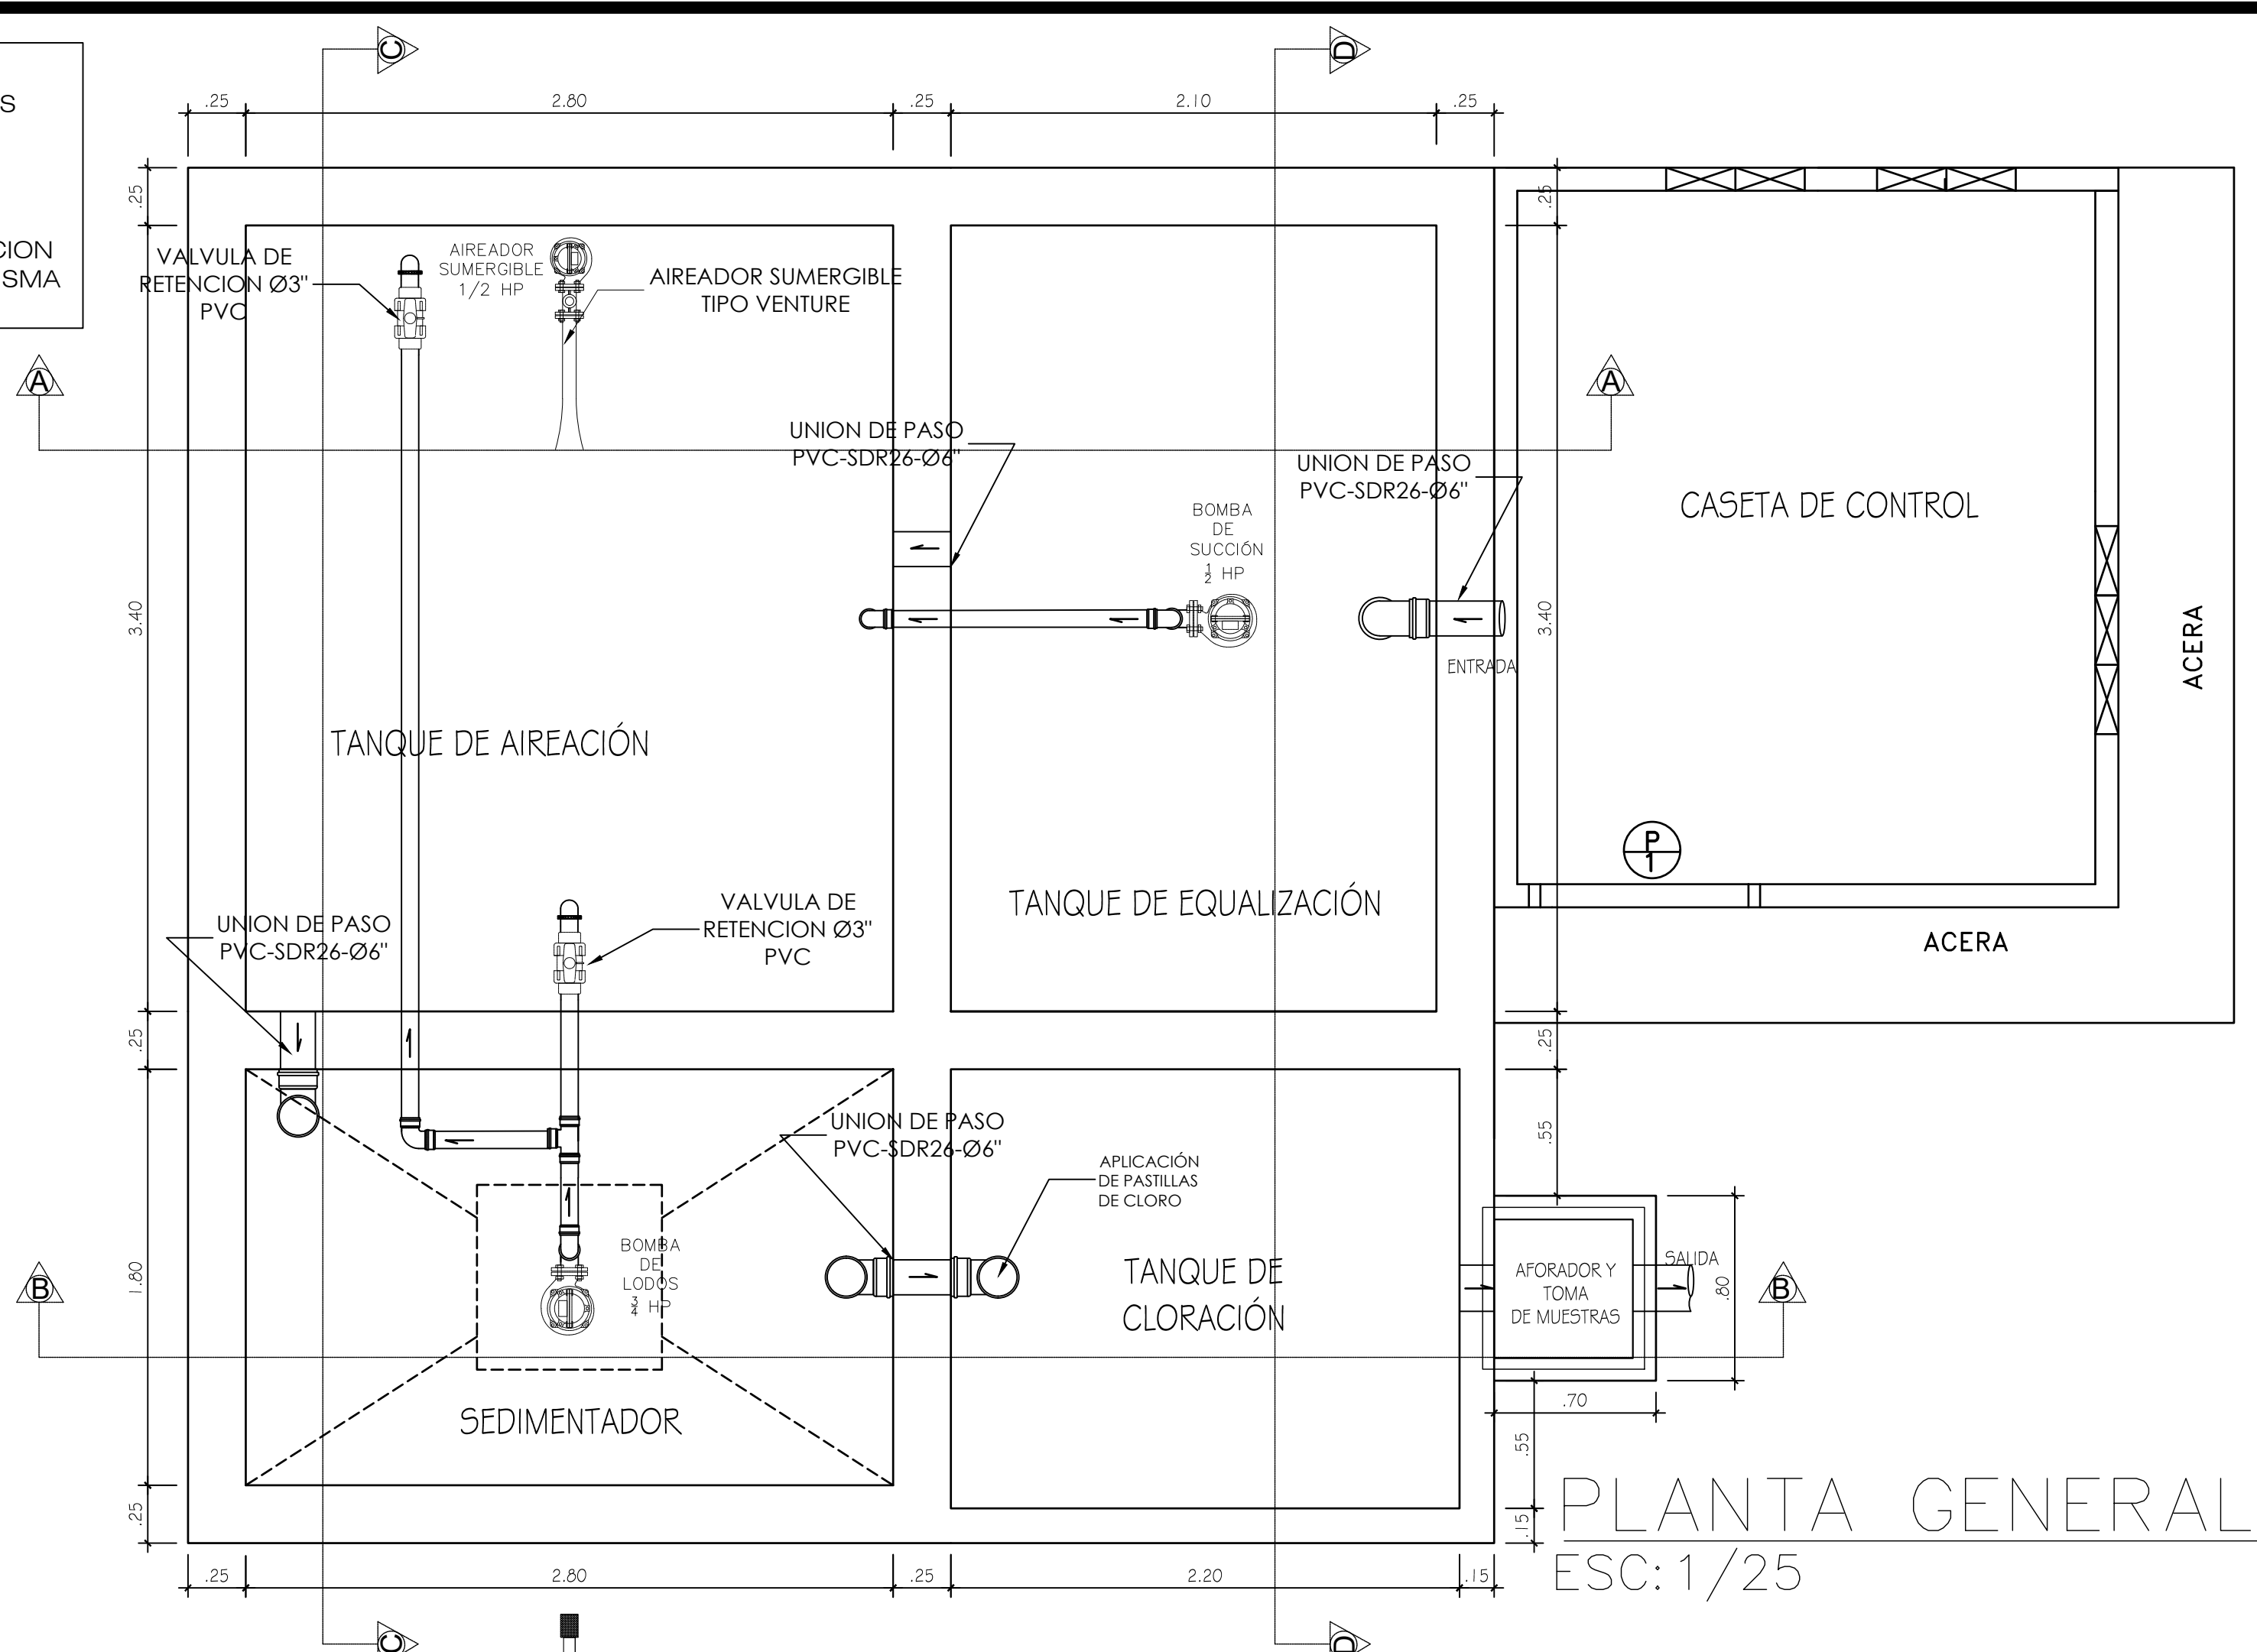 C
D
S
CION
SMA
.25
2.80
.25
2.10
.25
.25
.25
VALVULA DE
RETENCION Ø3"
PVC
AIREADOR
SUMERGIBLE
1/2 HP
AIREADOR SUMERGIBLE
TIPO VENTURE
A
A
UNION DE PASO
PVC-SDR26-Ø6"
UNION DE PASO
PVC-SDR26-Ø6"
BOMBA
DE
SUCCIÓN
1/2 HP
CASETA DE CONTROL
3.40
3.40
ENTRADA
ACERA
TANQUE DE AIREACIÓN
P
1
TANQUE DE EQUALIZACIÓN
VALVULA DE
RETENCION Ø3"
PVC
UNION DE PASO
PVC-SDR26-Ø6"
ACERA
.25
.25
UNION DE PASO
PVC-SDR26-Ø6"
.55
APLICACIÓN
DE PASTILLAS
DE CLORO
BOMBA
DE
LODOS
3/4 HP
TANQUE DE
CLORACIÓN
AFORADOR Y
TOMA
DE MUESTRAS
SALIDA
.80
1.80
B
B
SEDIMENTADOR
.70
.55
.25
.15
PLANTA GENERAL
ESC:1/25
.25
2.80
.25
2.20
.15
C
D